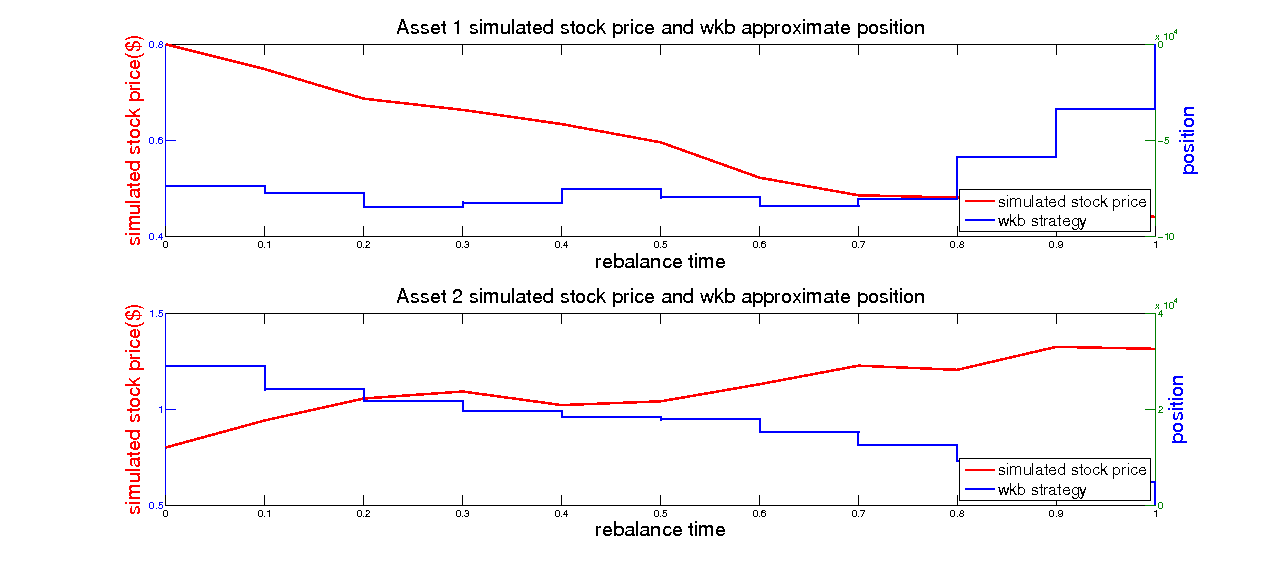 Asset 1 simulated stock price and wkb approximate position
x 10^4
simulated stock price($)
0.8
0.6
0.4
0
-5
-10
position
simulated stock price
wkb strategy
0 0.1 0.2 0.3 0.4 0.5 0.6 0.7 0.8 0.9 1
rebalance time
Asset 2 simulated stock price and wkb approximate position
x 10^4
simulated stock price($)
1.5
1
0.5
4
2
0
position
simulated stock price
wkb strategy
0 0.1 0.2 0.3 0.4 0.5 0.6 0.7 0.8 0.9 1
rebalance time